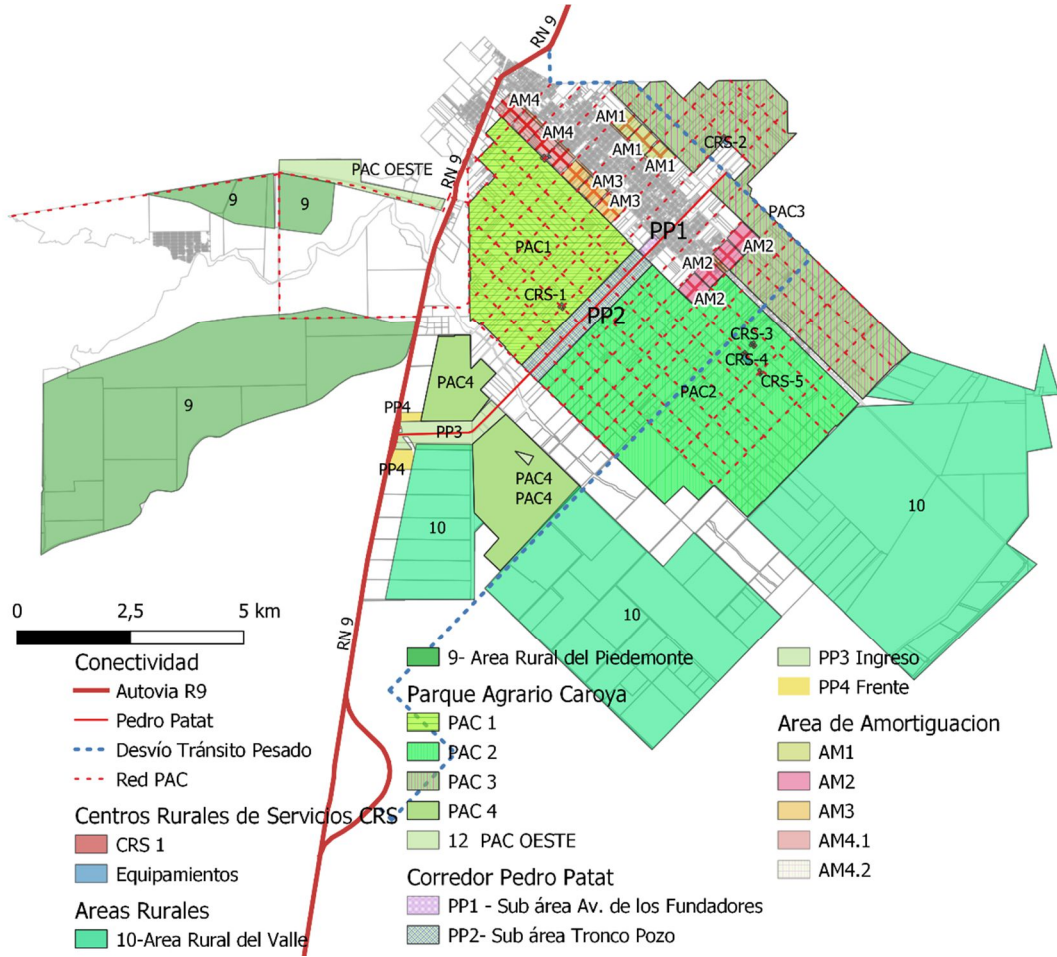 RN 9
AM4
AM1
AM4
AM1
CRS-2
AM1
PAC OESTE
RN 9
9
9
AM3
AM3
PAC3
PP1
PAC1
AM2
AM2
AM2
CRS-1
PP2
CRS-3
CRS-4
CRS-5
PAC4
PAC2
9
PP4
PP3
PP4
PAC4
PAC4
10
10
10
0 2,5 5 km
RN 9
Conectividad
Autovia R9
Pedro Patat
Desvío Tránsito Pesado
Red PAC
Centros Rurales de Servicios CRS
CRS 1
Equipamientos
Areas Rurales
10-Area Rural del Valle
9- Area Rural del Piedemonte
Parque Agrario Caroya
PAC 1
PAC 2
PAC 3
PAC 4
12 PAC OESTE
Corredor Pedro Patat
PP1 - Sub área Av. de los Fundadores
PP2- Sub área Tronco Pozo
PP3 Ingreso
PP4 Frente
Area de Amortiguacion
AM1
AM2
AM3
AM4.1
AM4.2